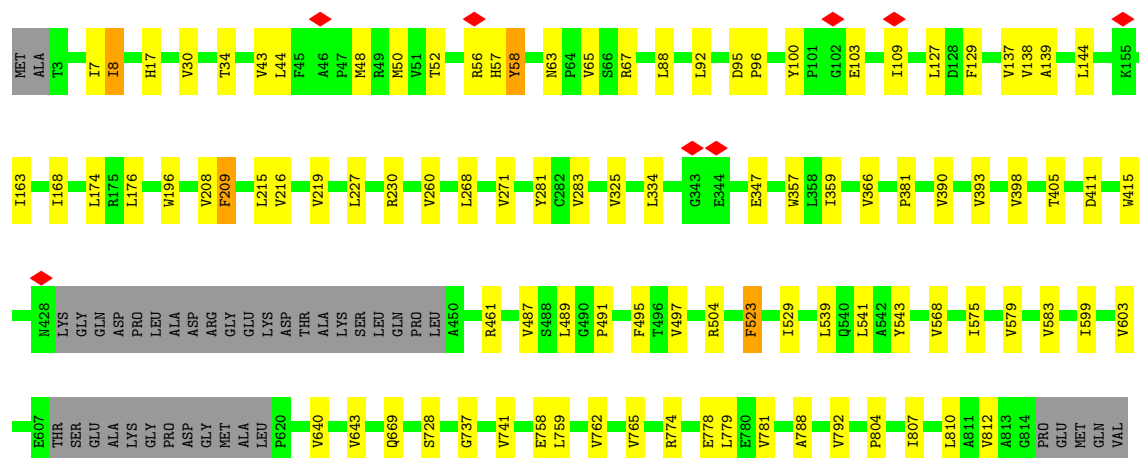 MET ALA T3 I7 I8 H17 V30 T34 V43 L44 F45 A46 P47 M48 R49 M50 V51 T52 R56 H57 Y58 N63 P64 V65 S66 R67 L88 L92 D95 P96 Y100 P101 G102 E103 I109 L127 D128 F129 V137 V138 A139 L144 K155
I163 I168 L174 R175 L176 W196 V208 F209 L215 V216 V219 L227 R230 V260 L268 V271 Y281 C282 V283 V325 L334 G343 E344 E347 W357 L358 I359 V366 P381 V390 V393 V398 T405 D411 W415
N428 LYS GLY GLN ASP PRO LEU ALA ASP ARG GLY GLU LYS ASP THR ALA LYS SER LEU GLN PRO LEU A450 R461 V487 S488 L489 G490 P491 F495 T496 V497 R504 F523 I529 L539 Q540 L541 A542 Y543 V568 I575 V579 V583 I599 V603
E607 THR SER GLU ALA LYS GLY PRO ASP GLY MET ALA LEU P620 V640 V643 Q669 S728 G737 V741 E758 L759 V762 V765 R774 E778 L779 E780 V781 A788 V792 P804 I807 L810 A811 V812 A813 G814 PRO GLU MET GLN VAL